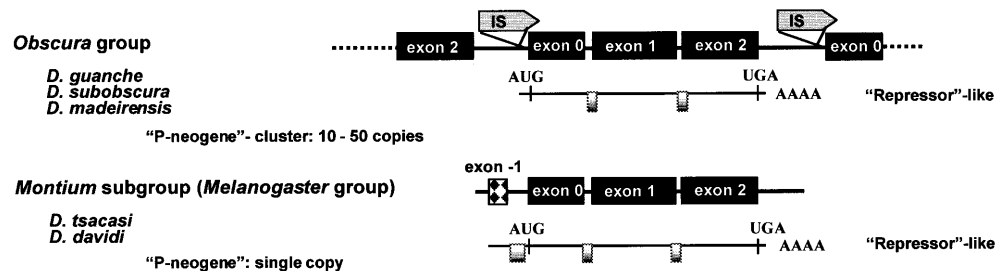 IS IS
Obscura group exon 2 exon 0 exon 1 exon 2 exon 0
D. guanche AUG UGA
D. subobscura AAAA "Repressor"-like
D. madeirensis
"P-neogene"- cluster: 10 - 50 copies
exon -1
Montium subgroup (Melanogaster group) exon 0 exon 1 exon 2
D. tsacasi AUG UGA
D. davidi AAAA "Repressor"-like
"P-neogene": single copy